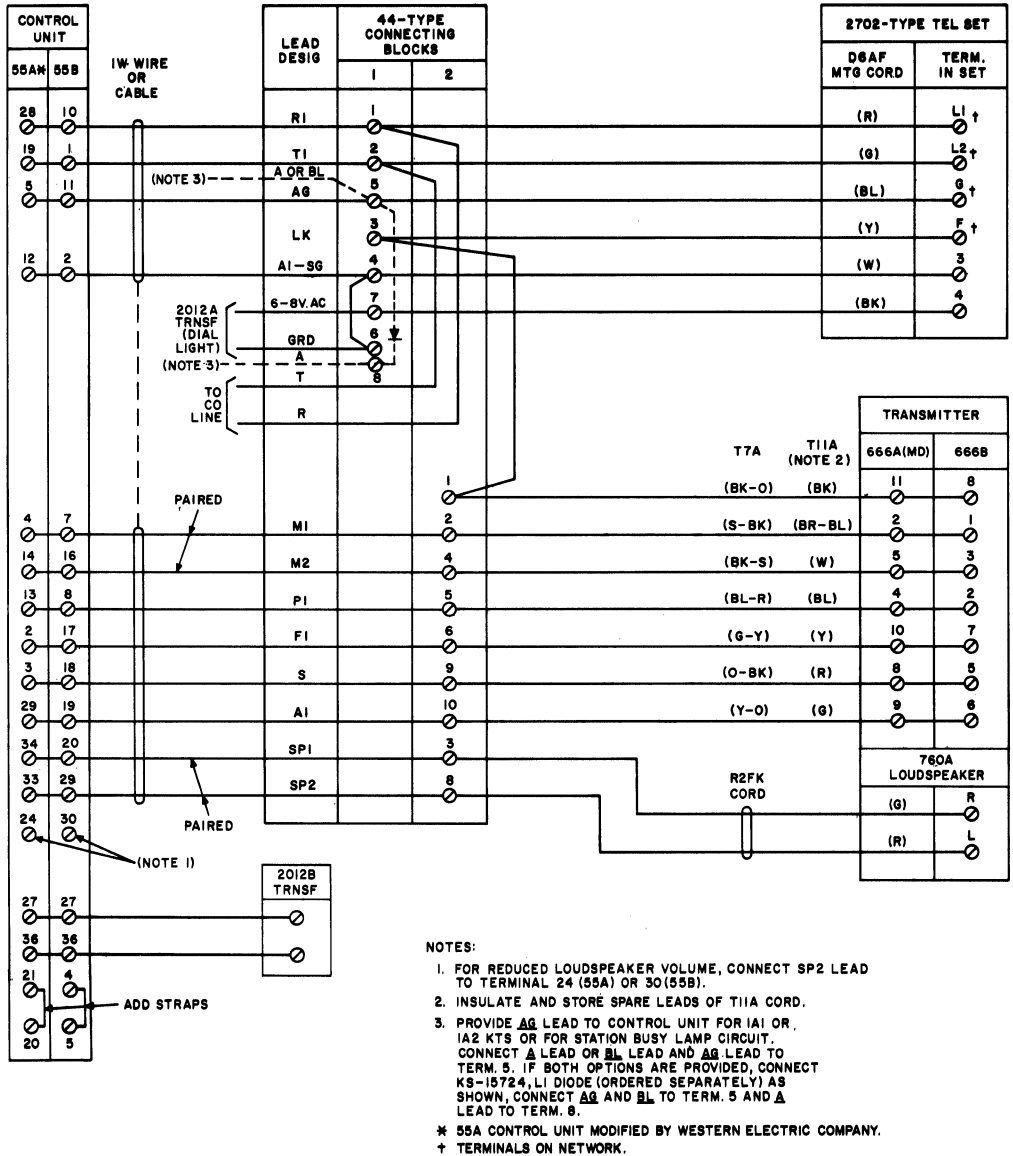 CONTROL UNIT
55A* 55B
1W WIRE OR CABLE
LEAD DESIG
44-TYPE CONNECTING BLOCKS
1 2
2702-TYPE TEL SET
D6AF MTG CORD
TERM. IN SET
28 10 R1 1 (R) L1 †
19 1 T1 2 (G) L2 †
(NOTE 3) A OR BL
5 11 AG 5 (BL) G †
LK 3 (Y) F †
12 2 A1-SG 4 (W) 3
2012A TRNSF (DIAL LIGHT)
6-8V. AC 7 (BK) 4
GRD 6
(NOTE 3) A 8
TO CO LINE
T
R
TRANSMITTER
T7A T11A (NOTE 2) 666A(MD) 666B
1 (BK-O) (BK) 11 8
PAIRED
4 7 M1 2 (S-BK) (BR-BL) 2 1
14 16 M2 4 (BK-S) (W) 5 3
13 8 P1 5 (BL-R) (BL) 4 2
2 17 F1 6 (G-Y) (Y) 10 7
3 18 S 9 (O-BK) (R) 8 5
29 19 A1 10 (Y-O) (G) 9 6
34 20 SP1 3
760A LOUDSPEAKER
33 29 SP2 8
R2FK CORD
(G) R
PAIRED
24 30
(R) L
(NOTE 1)
2012B TRNSF
27 27
36 36
21 4
ADD STRAPS
20 5
NOTES:
1. FOR REDUCED LOUDSPEAKER VOLUME, CONNECT SP2 LEAD
TO TERMINAL 24 (55A) OR 30(55B).
2. INSULATE AND STORE SPARE LEADS OF T11A CORD.
3. PROVIDE AG LEAD TO CONTROL UNIT FOR 1A1 OR
1A2 KTS OR FOR STATION BUSY LAMP CIRCUIT.
CONNECT A LEAD OR BL LEAD AND AG LEAD TO
TERM. 5. IF BOTH OPTIONS ARE PROVIDED, CONNECT
KS-15724, L1 DIODE (ORDERED SEPARATELY) AS
SHOWN, CONNECT AG AND BL TO TERM. 5 AND A
LEAD TO TERM. 8.
* 55A CONTROL UNIT MODIFIED BY WESTERN ELECTRIC COMPANY.
† TERMINALS ON NETWORK.